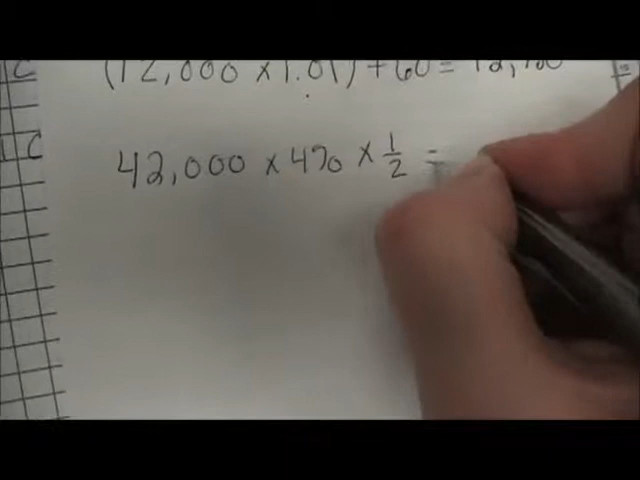 (12,000 × 1.01) + 60 =
42,000 × 4% × 1/2 =